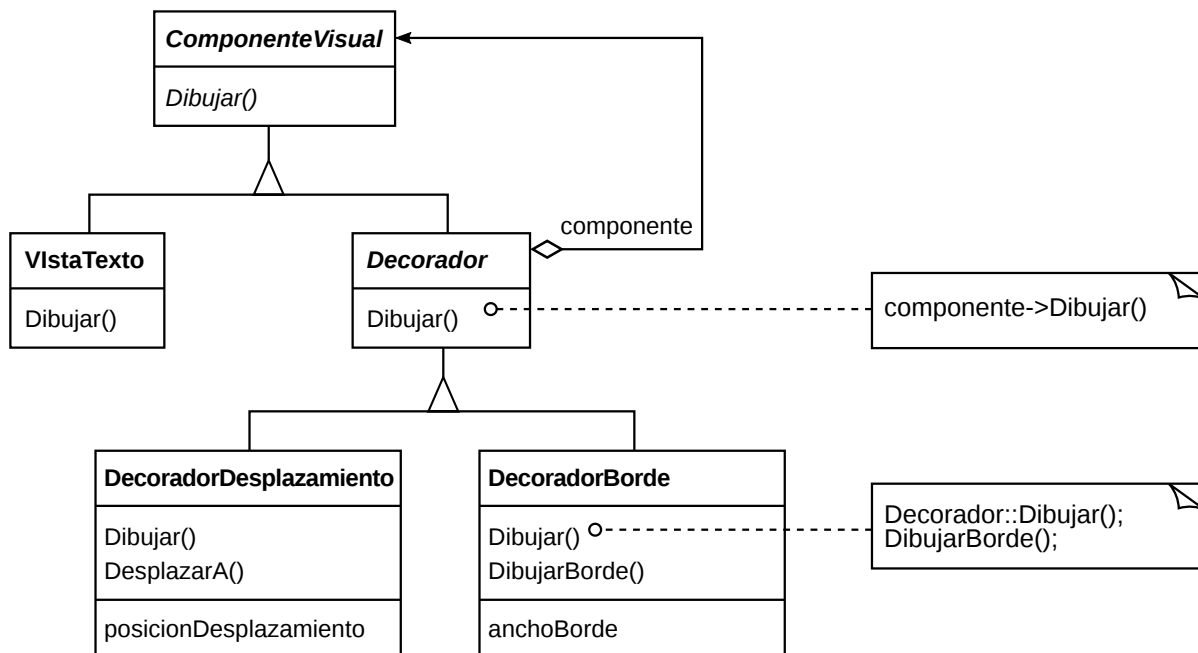 ComponenteVisual
Dibujar()
componente
VIstaTexto
Dibujar()
Decorador
Dibujar()
componente->Dibujar()
DecoradorDesplazamiento
Dibujar()
DesplazarA()
posicionDesplazamiento
DecoradorBorde
Dibujar()
DibujarBorde()
anchoBorde
Decorador::Dibujar();
DibujarBorde();